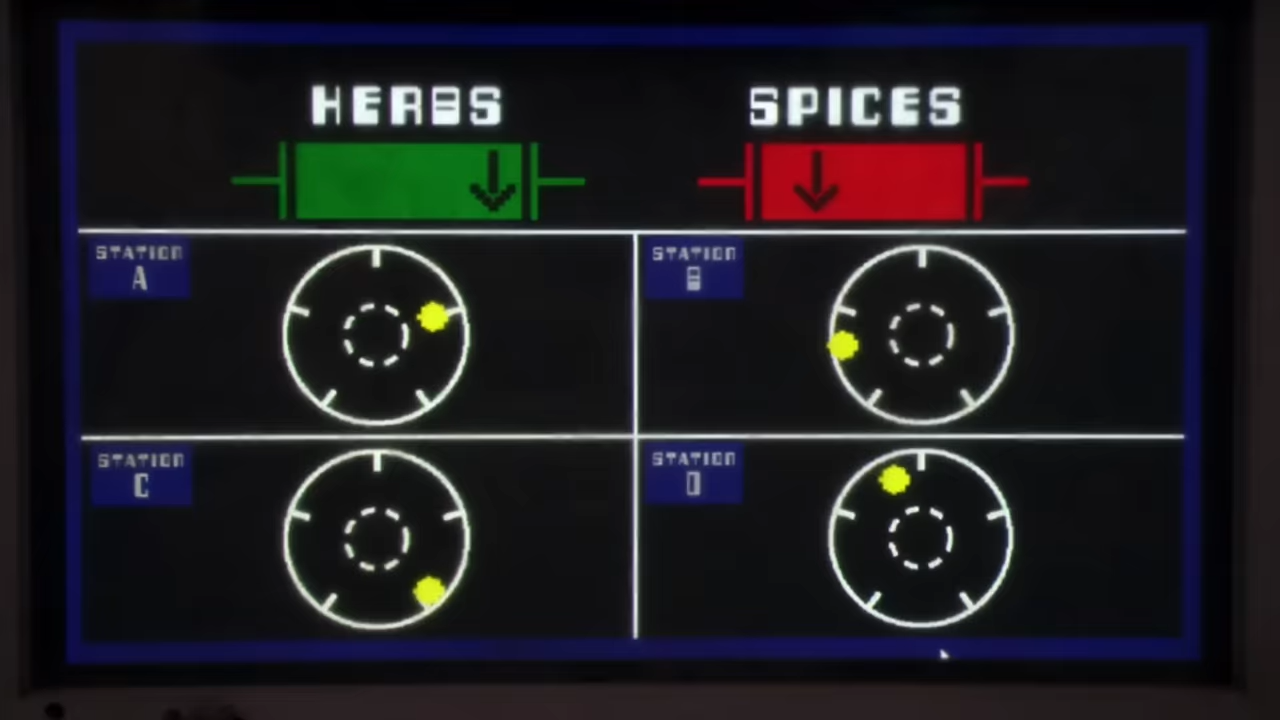 HERBS
SPICES
STATION
A
STATION
B
STATION
C
STATION
D